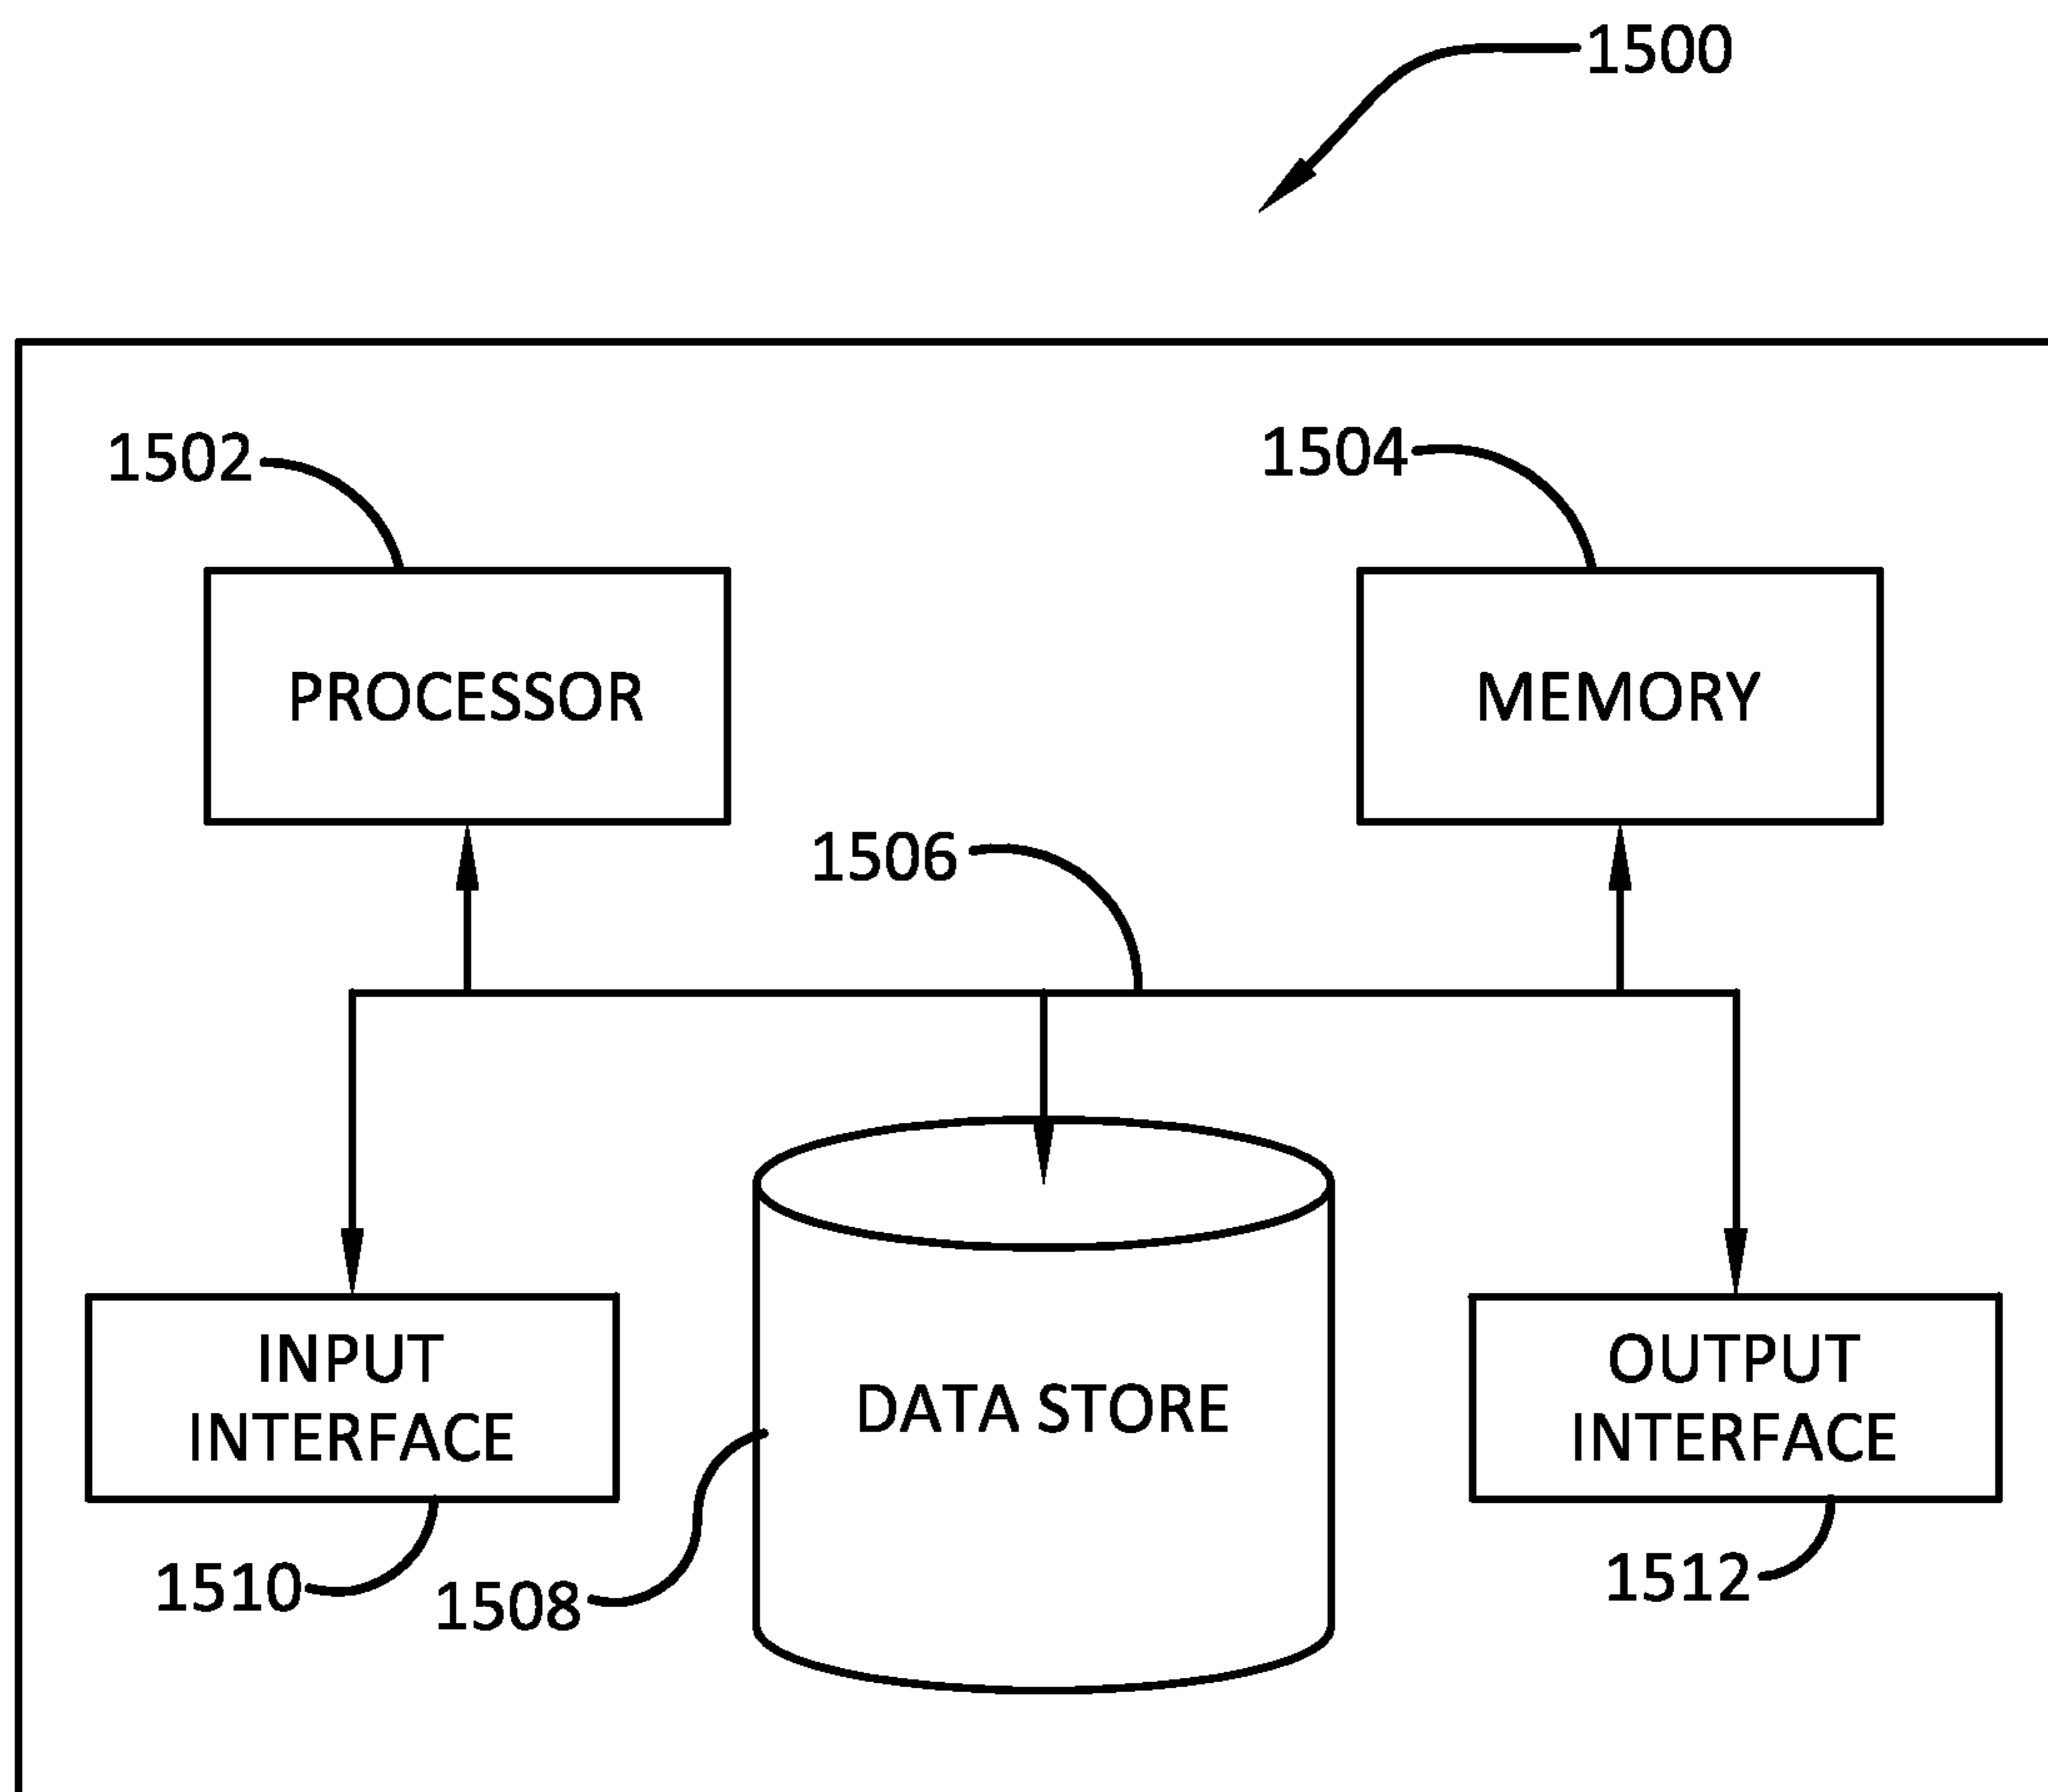 1500
1502
1504
PROCESSOR
MEMORY
1506
INPUT
INTERFACE
DATA STORE
OUTPUT
INTERFACE
1510
1508
1512